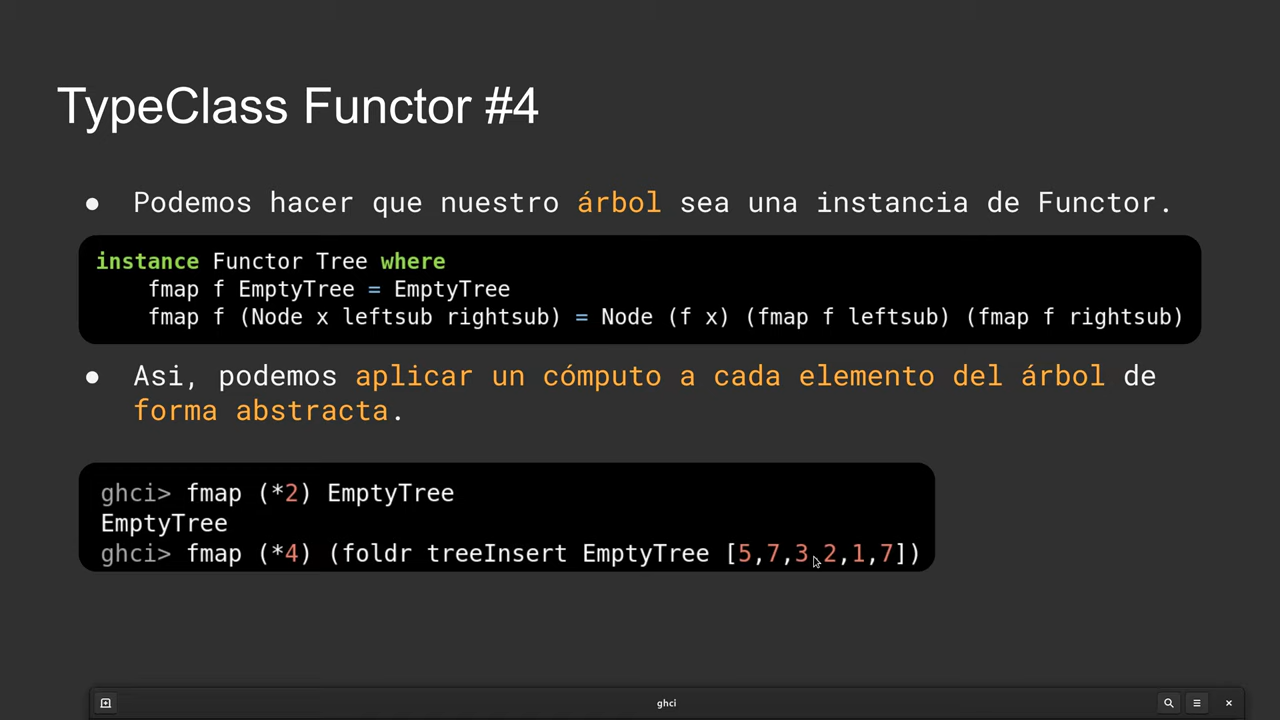 TypeClass Functor #4
● Podemos hacer que nuestro árbol sea una instancia de Functor.
instance Functor Tree where
    fmap f EmptyTree = EmptyTree
    fmap f (Node x leftsub rightsub) = Node (f x) (fmap f leftsub) (fmap f rightsub)
● Asi, podemos aplicar un cómputo a cada elemento del árbol de
forma abstracta.
ghci> fmap (*2) EmptyTree
EmptyTree
ghci> fmap (*4) (foldr treeInsert EmptyTree [5,7,3,2,1,7])
ghci